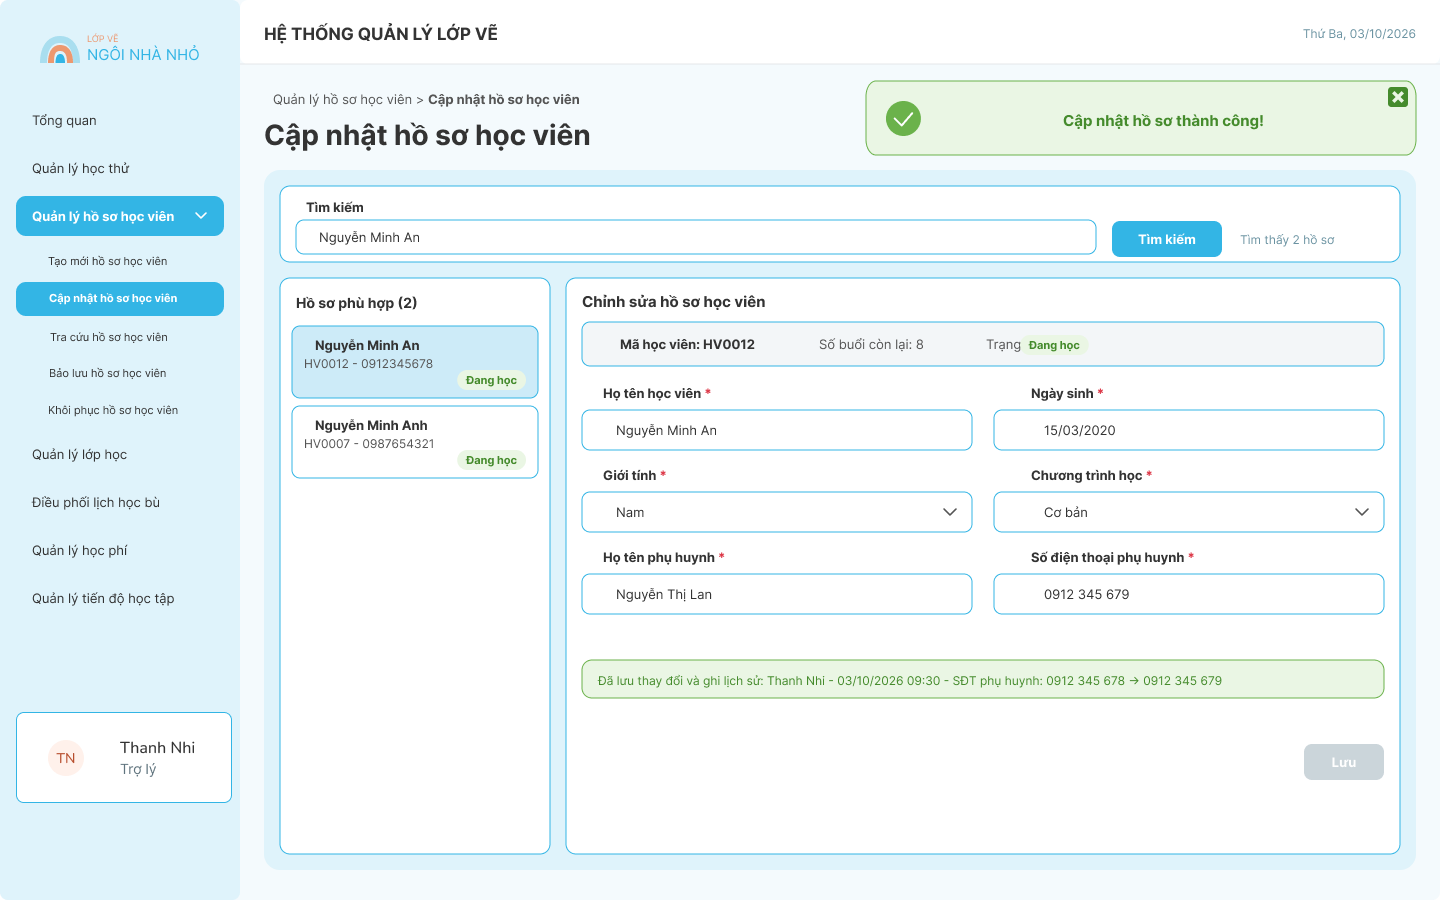 LỚP VẼ
NGÔI NHÀ NHỎ
Tổng quan
Quản lý học thử
Quản lý hồ sơ học viên
Tạo mới hồ sơ học viên
Cập nhật hồ sơ học viên
Tra cứu hồ sơ học viên
Bảo lưu hồ sơ học viên
Khôi phục hồ sơ học viên
Quản lý lớp học
Điều phối lịch học bù
Quản lý học phí
Quản lý tiến độ học tập
TN
Thanh Nhi
Trợ lý
HỆ THỐNG QUẢN LÝ LỚP VẼ
Thứ Ba, 03/10/2026
Quản lý hồ sơ học viên > Cập nhật hồ sơ học viên
Cập nhật hồ sơ học viên
Cập nhật hồ sơ thành công!
Tìm kiếm
Nguyễn Minh An
Tìm kiếm
Tìm thấy 2 hồ sơ
Hồ sơ phù hợp (2)
Nguyễn Minh An
HV0012 - 0912345678
Đang học
Nguyễn Minh Anh
HV0007 - 0987654321
Đang học
Chỉnh sửa hồ sơ học viên
Mã học viên: HV0012
Số buổi còn lại: 8
Trạng
Đang học
Họ tên học viên *
Ngày sinh *
Nguyễn Minh An
15/03/2020
Giới tính *
Chương trình học *
Nam
Cơ bản
Họ tên phụ huynh *
Số điện thoại phụ huynh *
Nguyễn Thị Lan
0912 345 679
Đã lưu thay đổi và ghi lịch sử: Thanh Nhi - 03/10/2026 09:30 - SĐT phụ huynh: 0912 345 678 → 0912 345 679
Lưu